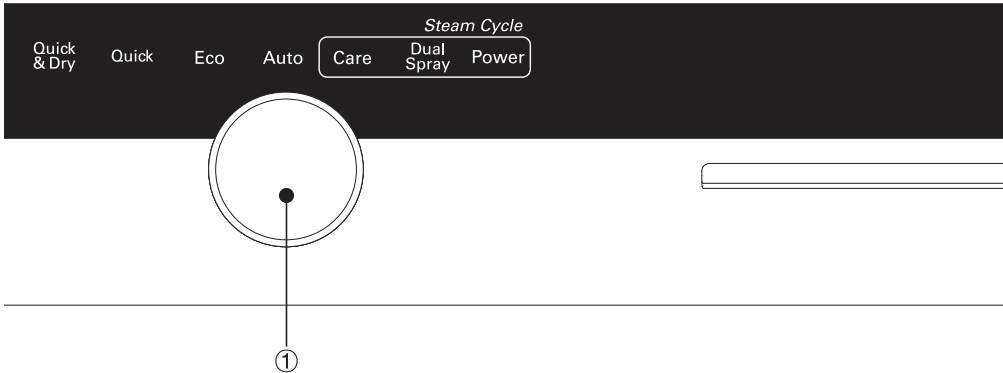 Steam Cycle
Quick
& Dry
Quick
Eco
Auto
Care
Dual
Spray
Power
①